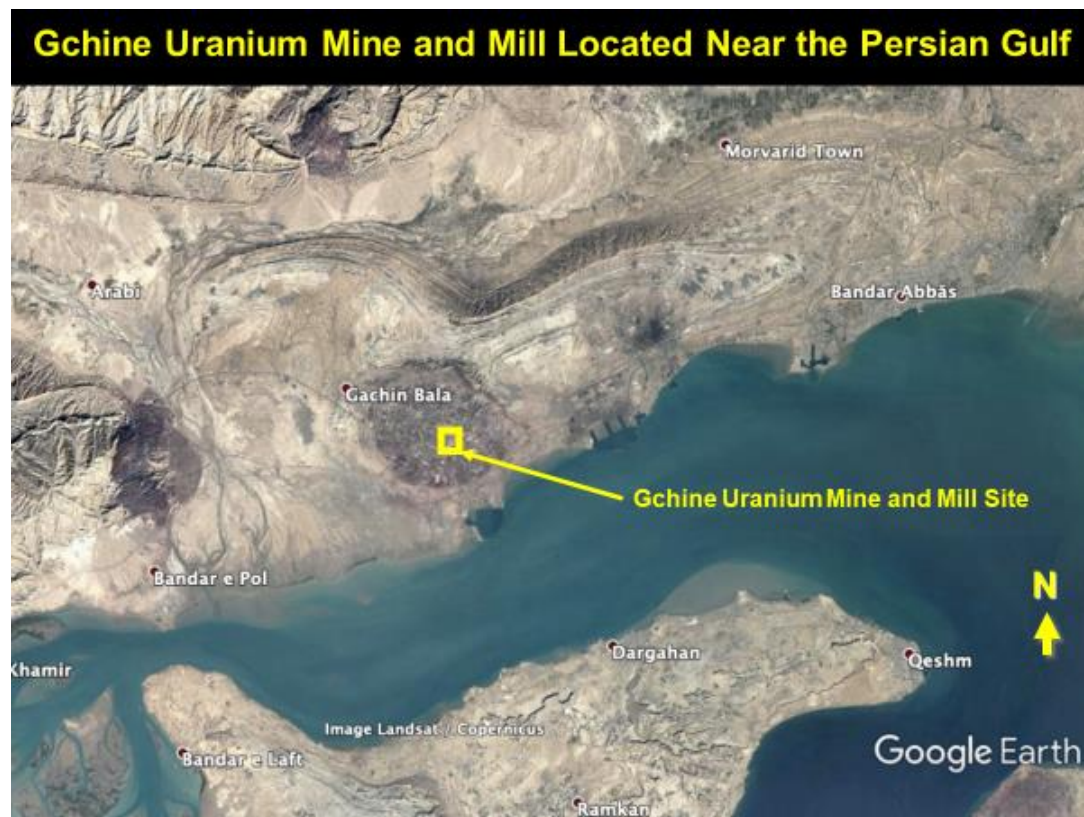 Gchine Uranium Mine and Mill Located Near the Persian Gulf
Morvarid Town
Arabi
Bandar Abbās
Gachin Bala
Gchine Uranium Mine and Mill Site
Bandar e Pol
N
Dargahan
Qeshm
Khamir
Image Landsat / Copernicus
Bandar e Laft
Google Earth
Ramkan